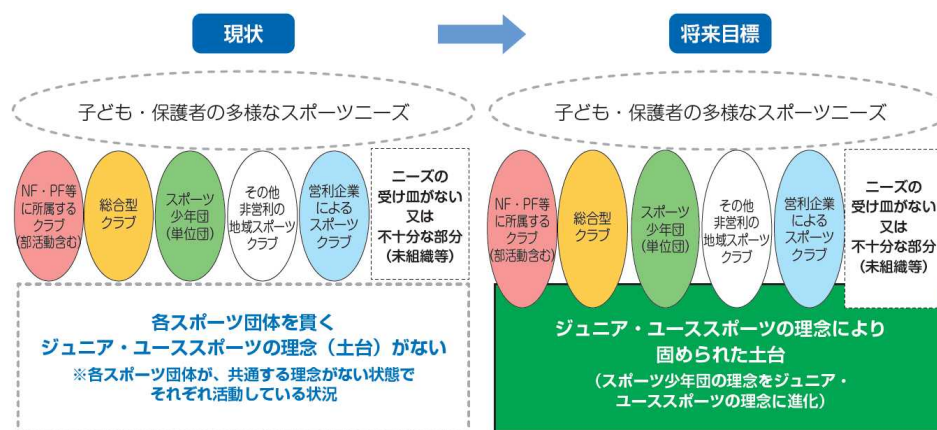 現状
将来目標
子ども・保護者の多様なスポーツニーズ
NF・PF等
に所属する
クラブ
(部活動含む)
総合型
クラブ
スポーツ
少年団
(単位団)
その他
非営利の
地域スポーツ
クラブ
営利企業
による
スポーツ
クラブ
ニーズの
受け皿がない
又は
不十分な部分
(未組織等)
各スポーツ団体を貫く
ジュニア・ユーススポーツの理念(土台)がない
※各スポーツ団体が、共通する理念がない状態で
それぞれ活動している状況
子ども・保護者の多様なスポーツニーズ
NF・PF等
に所属する
クラブ
(部活動含む)
総合型
クラブ
スポーツ
少年団
(単位団)
その他
非営利の
地域スポーツ
クラブ
営利企業
による
スポーツ
クラブ
ニーズの
受け皿がない
又は
不十分な部分
(未組織等)
ジュニア・ユーススポーツの理念により
固められた土台
(スポーツ少年団の理念をジュニア・
ユーススポーツの理念に進化)